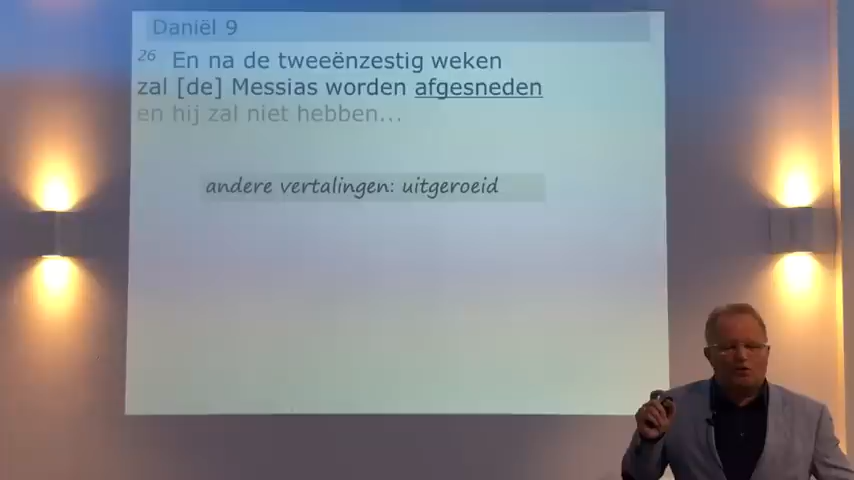 Daniël 9
26 En na de tweeënzestig weken
zal [de] Messias worden afgesneden
en hij zal niet hebben...
andere vertalingen: uitgeroeid